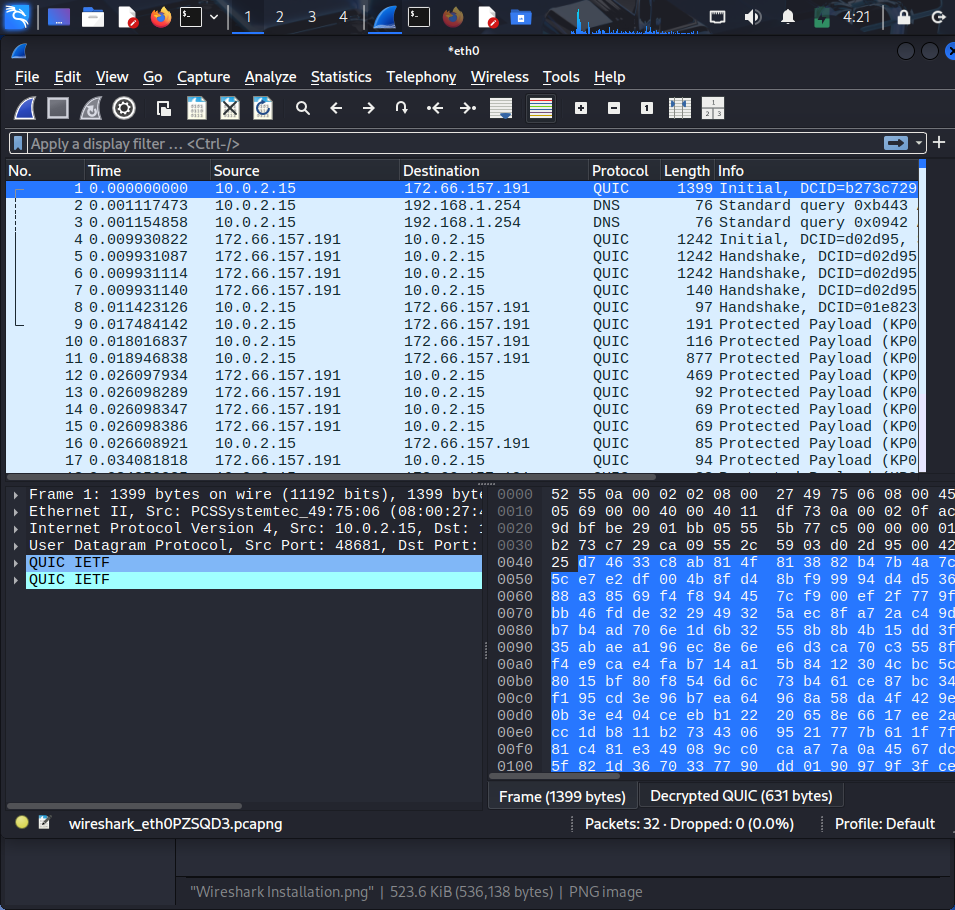 1 2 3 4 4:21
*eth0
File Edit View Go Capture Analyze Statistics Telephony Wireless Tools Help
Apply a display filter … <Ctrl-/>
No. Time Source Destination Protocol Length Info
1 0.000000000 10.0.2.15 172.66.157.191 QUIC 1399 Initial, DCID=b273c729
2 0.001117473 10.0.2.15 192.168.1.254 DNS 76 Standard query 0xb443
3 0.001154858 10.0.2.15 192.168.1.254 DNS 76 Standard query 0x0942
4 0.009930822 172.66.157.191 10.0.2.15 QUIC 1242 Initial, DCID=d02d95,
5 0.009931087 172.66.157.191 10.0.2.15 QUIC 1242 Handshake, DCID=d02d95
6 0.009931114 172.66.157.191 10.0.2.15 QUIC 1242 Handshake, DCID=d02d95
7 0.009931140 172.66.157.191 10.0.2.15 QUIC 140 Handshake, DCID=d02d95
8 0.011423126 10.0.2.15 172.66.157.191 QUIC 97 Handshake, DCID=01e823
9 0.017484142 10.0.2.15 172.66.157.191 QUIC 191 Protected Payload (KP0
10 0.018016837 10.0.2.15 172.66.157.191 QUIC 116 Protected Payload (KP0
11 0.018946838 10.0.2.15 172.66.157.191 QUIC 877 Protected Payload (KP0
12 0.026097934 172.66.157.191 10.0.2.15 QUIC 469 Protected Payload (KP0
13 0.026098289 172.66.157.191 10.0.2.15 QUIC 92 Protected Payload (KP0
14 0.026098347 172.66.157.191 10.0.2.15 QUIC 69 Protected Payload (KP0
15 0.026098386 172.66.157.191 10.0.2.15 QUIC 69 Protected Payload (KP0
16 0.026608921 10.0.2.15 172.66.157.191 QUIC 85 Protected Payload (KP0
17 0.034081818 172.66.157.191 10.0.2.15 QUIC 94 Protected Payload (KP0
Frame 1: 1399 bytes on wire (11192 bits), 1399 byte
Ethernet II, Src: PCSSystemtec_49:75:06 (08:00:27:4
Internet Protocol Version 4, Src: 10.0.2.15, Dst: 1
User Datagram Protocol, Src Port: 48681, Dst Port:
QUIC IETF
QUIC IETF
0000 52 55 0a 00 02 02 08 00 27 49 75 06 08 00 45
0010 05 69 00 00 40 00 40 11 df 73 0a 00 02 0f ac
0020 9d bf be 29 01 bb 05 55 5b 77 c5 00 00 00 01
0030 b2 73 c7 29 ca 09 55 2c 59 03 d0 2d 95 00 42
0040 25 d7 46 33 c8 ab 81 4f 81 38 82 b4 7b 4a 7c
0050 5c e7 e2 df 00 4b 8f d4 8b f9 99 94 d4 d5 36
0060 88 a3 85 69 f4 f8 94 45 7c f9 00 ef 2f 77 9f
0070 bb 46 fd de 32 29 49 32 5a ec 8f a7 2a c4 9d
0080 b7 b4 ad 70 6e 1d 6b 32 55 8b 8b 4b 15 dd 3f
0090 35 ab ae a1 96 ec 8e 6e e6 d3 ca 70 c3 55 8f
00a0 f4 e9 ca e4 fa b7 14 a1 5b 84 12 30 4c bc 5c
00b0 80 15 bf 80 f8 54 6d 6c 73 b4 61 ce 87 bc 34
00c0 f1 95 cd 3e 96 b7 ea 64 96 8a 58 da 4f 42 9e
00d0 0b 3e e4 04 ce eb b1 22 20 65 8e 66 17 ee 2a
00e0 cc 1d b8 11 b2 73 43 06 95 21 77 7b 61 1f 7f
00f0 81 c4 81 e3 49 08 9c c0 ca a7 7a 0a 45 67 dc
0100 5f 82 1d 36 70 33 77 90 dd 01 90 97 9f 3f ce
Frame (1399 bytes) Decrypted QUIC (631 bytes)
wireshark_eth0PZSQD3.pcapng Packets: 32 · Dropped: 0 (0.0%) Profile: Default
"Wireshark Installation.png" | 523.6 KiB (536,138 bytes) | PNG image